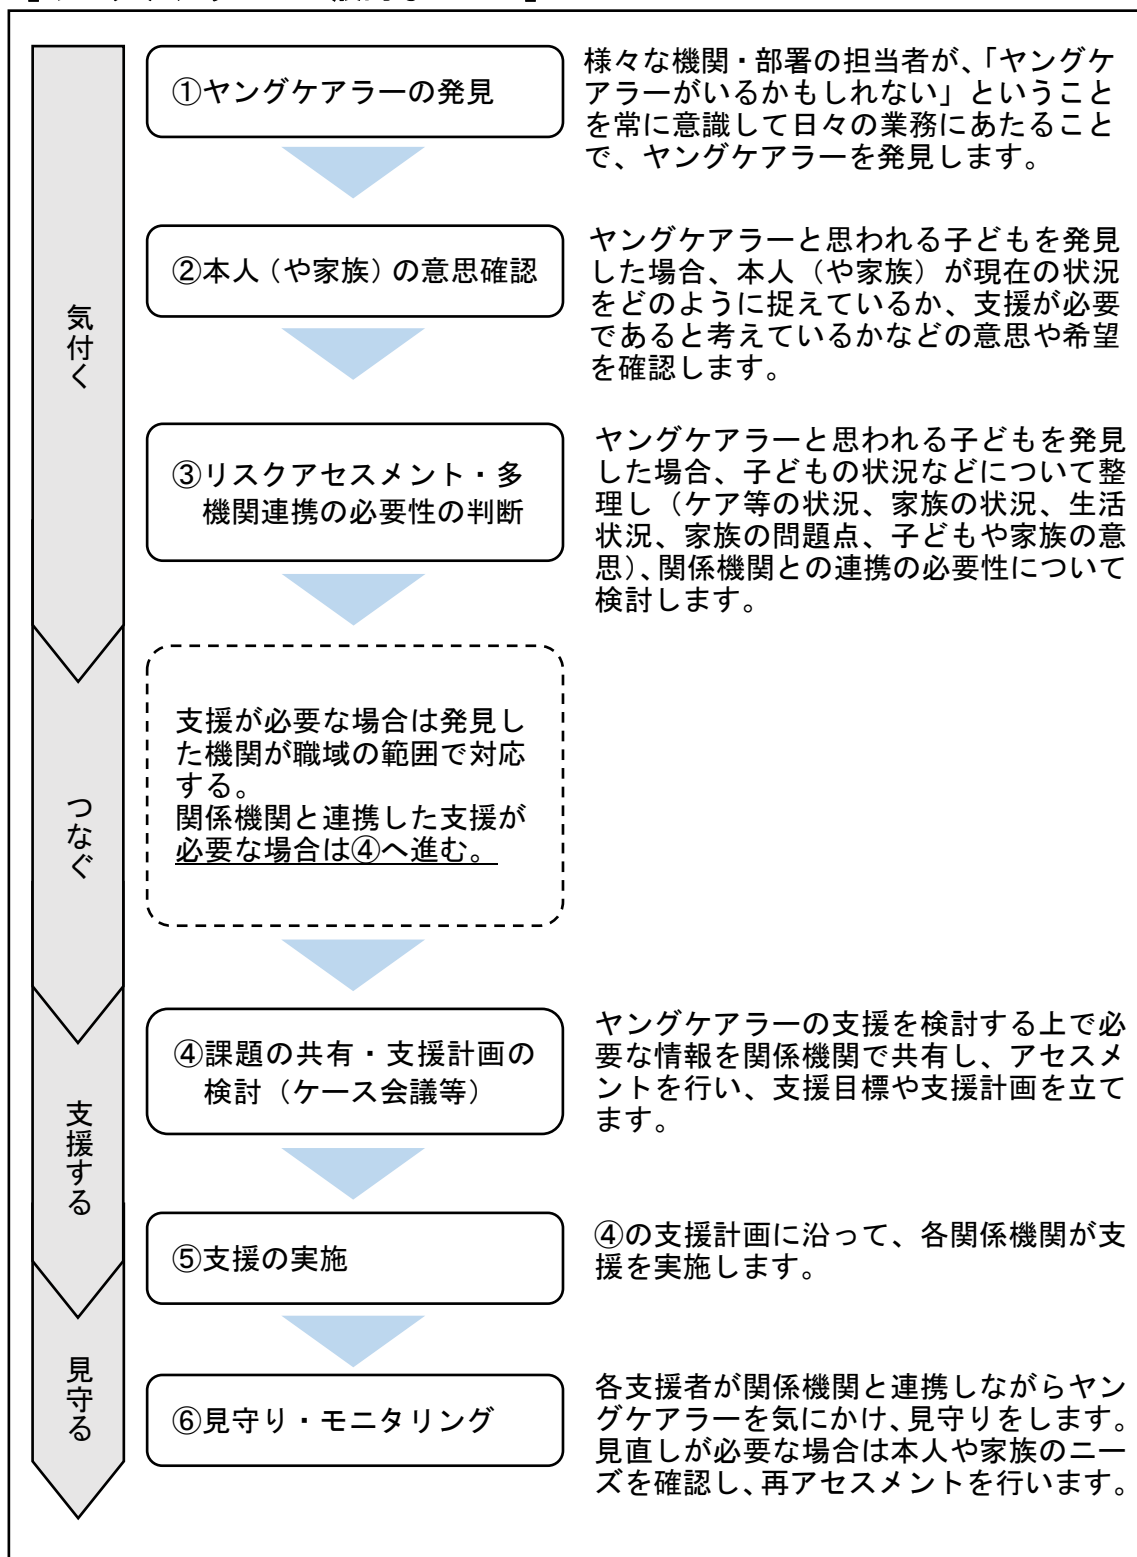 気付く
①ヤングケアラーの発見
様々な機関・部署の担当者が、「ヤングケ
アラーがいるかもしれない」ということ
を常に意識して日々の業務にあたること
で、ヤングケアラーを発見します。
②本人（や家族）の意思確認
ヤングケアラーと思われる子どもを発見
した場合、本人（や家族）が現在の状況
をどのように捉えているか、支援が必要
であると考えているかなどの意思や希望
を確認します。
③リスクアセスメント・多
機関連携の必要性の判断
ヤングケアラーと思われる子どもを発見
した場合、子どもの状況などについて整
理し（ケア等の状況、家族の状況、生活
状況、家族の問題点、子どもや家族の意
思）、関係機関との連携の必要性について
検討します。
つなぐ
支援が必要な場合は発見し
た機関が職域の範囲で対応
する。
関係機関と連携した支援が
必要な場合は④へ進む。
支援する
④課題の共有・支援計画の
検討（ケース会議等）
ヤングケアラーの支援を検討する上で必
要な情報を関係機関で共有し、アセスメ
ントを行い、支援目標や支援計画を立て
ます。
⑤支援の実施
④の支援計画に沿って、各関係機関が支
援を実施します。
見守る
⑥見守り・モニタリング
各支援者が関係機関と連携しながらヤン
グケアラーを気にかけ、見守りをします。
見直しが必要な場合は本人や家族のニー
ズを確認し、再アセスメントを行います。